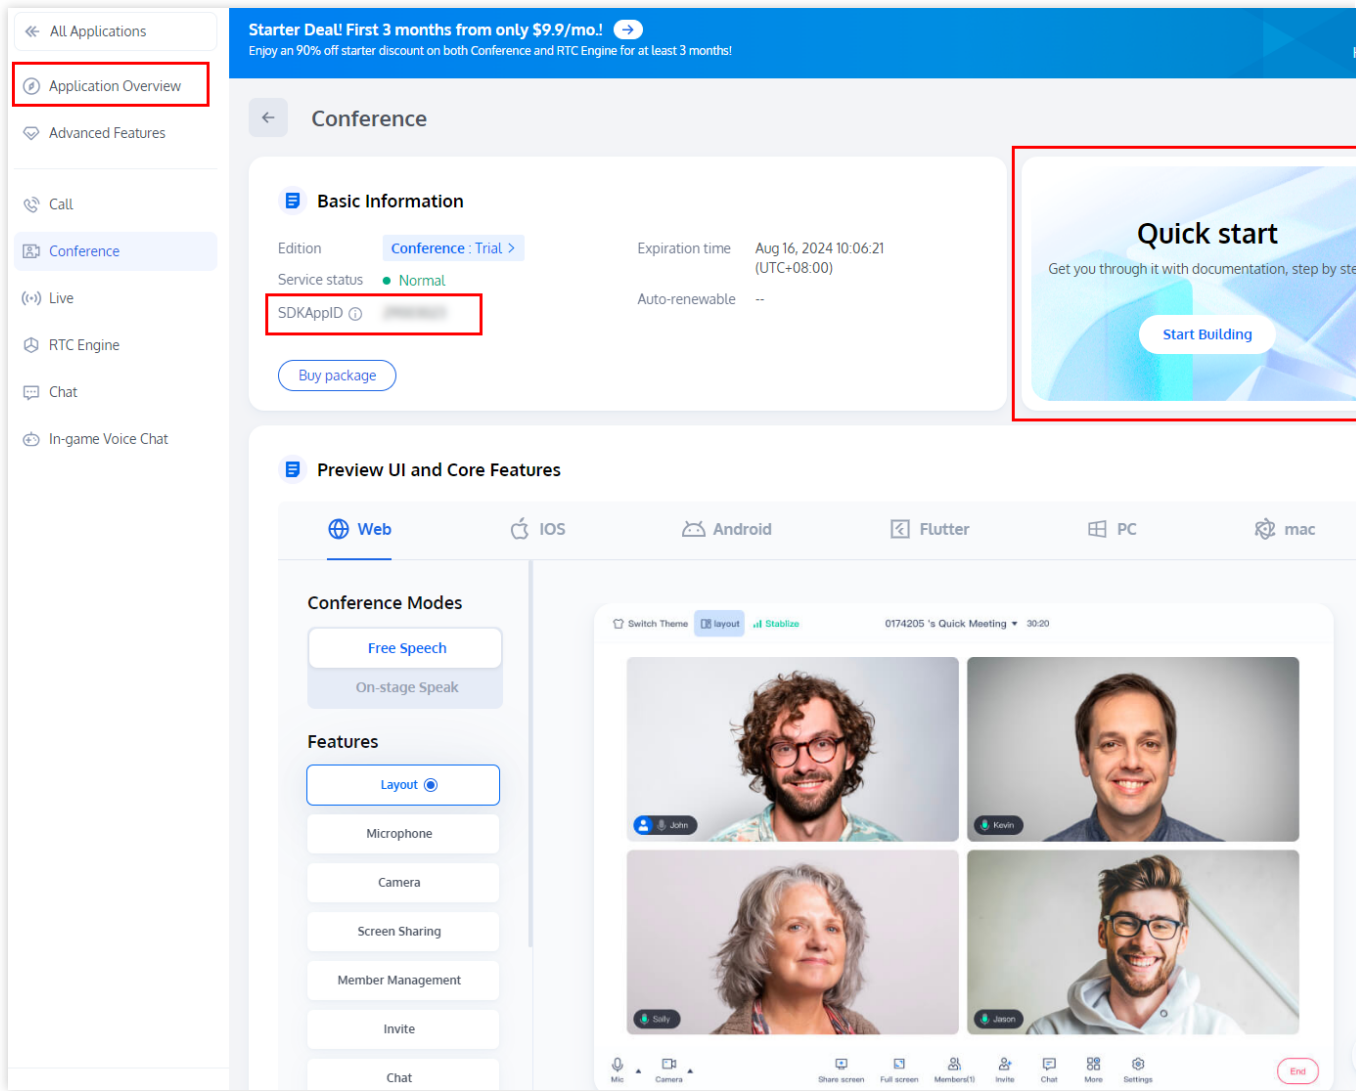 All Applications
Application Overview
Advanced Features
Call
Conference
Live
RTC Engine
Chat
In-game Voice Chat
Starter Deal! First 3 months from only $9.9/mo.!
Enjoy an 90% off starter discount on both Conference and RTC Engine for at least 3 months!
Conference
Basic Information
Edition
Conference : Trial >
Service status
Normal
SDKAppID
Buy package
Expiration time
Aug 16, 2024 10:06:21
(UTC+08:00)
Auto-renewable
--
Quick start
Get you through it with documentation, step by ste
Start Building
Preview UI and Core Features
Web
IOS
Android
Flutter
PC
mac
Conference Modes
Free Speech
On-stage Speak
Features
Layout
Microphone
Camera
Screen Sharing
Member Management
Invite
Chat
Switch Theme
layout
Stablize
0174205 's Quick Meeting
30:20
John
Kevin
Sally
Jason
Mic
Camera
Share screen
Full screen
Members(1)
Invite
Chat
More
Settings
End